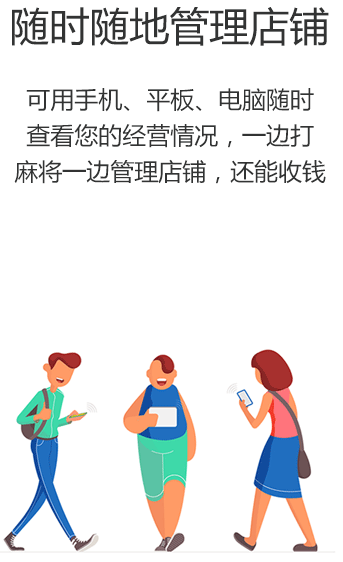 随时随地管理店铺
可用手机、平板、电脑随时
查看您的经营情况，一边打
麻将一边管理店铺，还能收钱